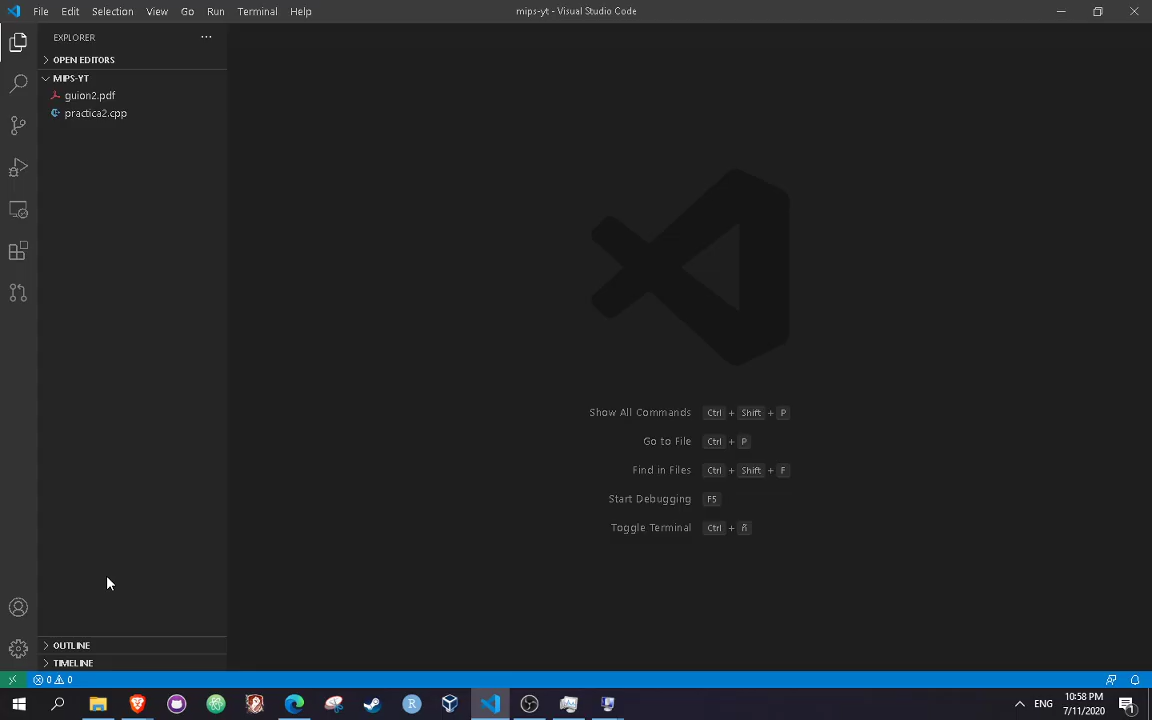 File Edit Selection View Go Run Terminal Help
mips-yt - Visual Studio Code
EXPLORER
OPEN EDITORS
MIPS-YT
guion2.pdf
practica2.cpp
Show All Commands Ctrl + Shift + P
Go to File Ctrl + P
Find in Files Ctrl + Shift + F
Start Debugging F5
Toggle Terminal Ctrl + ñ
OUTLINE
TIMELINE
0 0
ENG
10:58 PM
7/11/2020
1